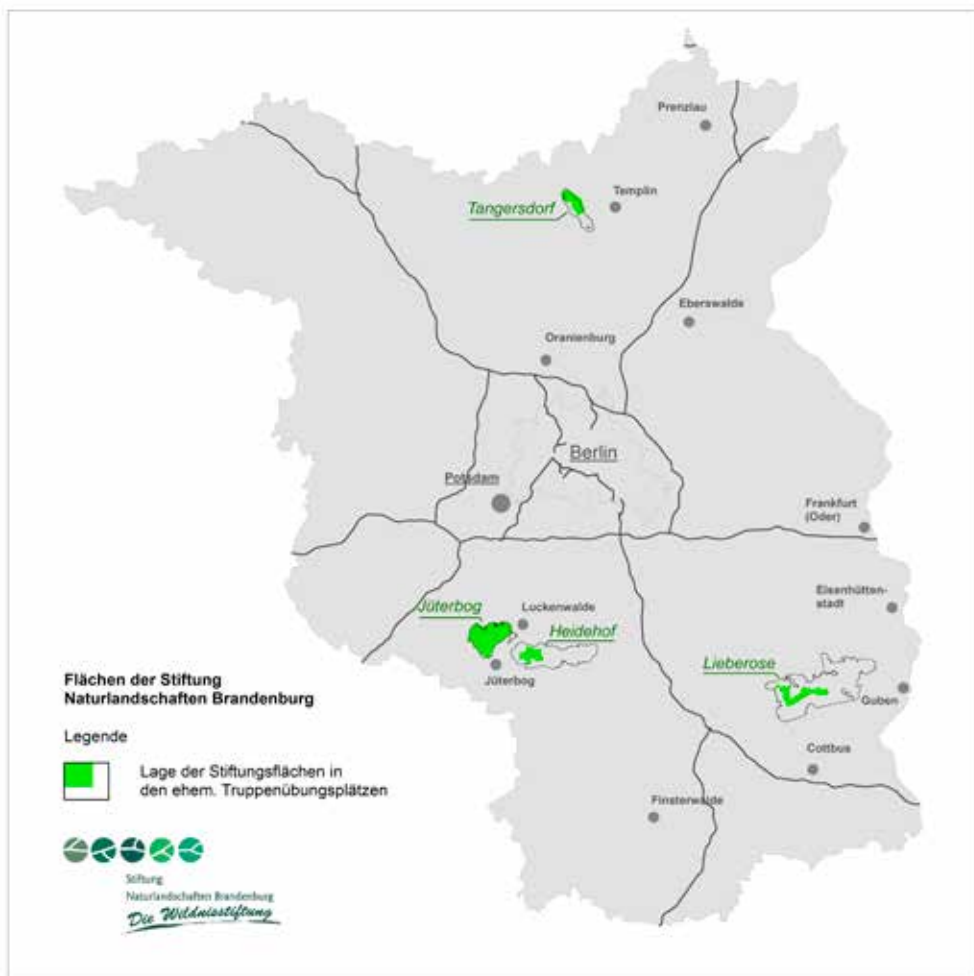 Prenzlau
Templin
Tangersdorf
Eberswalde
Oranienburg
Berlin
Potsdam
Frankfurt
(Oder)
Eisenhütten-
stadt
Jüterbog
Luckenwalde
Heidehof
Jüterbog
Lieberose
Guben
Cottbus
Finsterwalde
Flächen der Stiftung
Naturlandschaften Brandenburg
Legende
Lage der Stiftungsflächen in
den ehem. Truppenübungsplätzen
Stiftung
Naturlandschaften Brandenburg
Die Wildnisstiftung